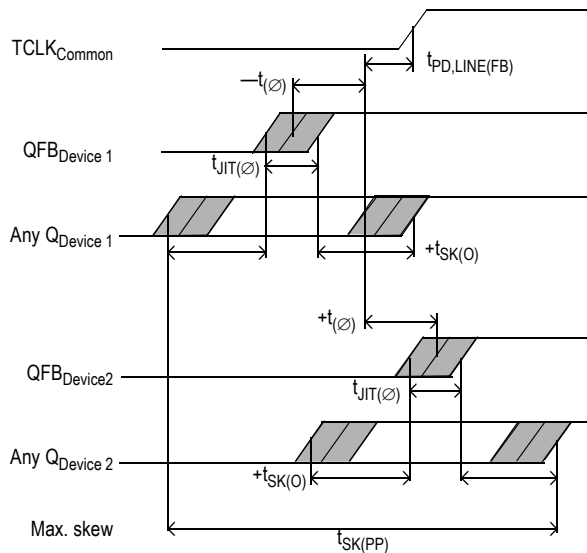 TCLKCommon
tPD,LINE(FB)
—t(∅)
QFBDevice 1
tJIT(∅)
Any QDevice 1
+tSK(O)
+t(∅)
QFBDevice2
tJIT(∅)
Any QDevice 2
+tSK(O)
Max. skew
tSK(PP)